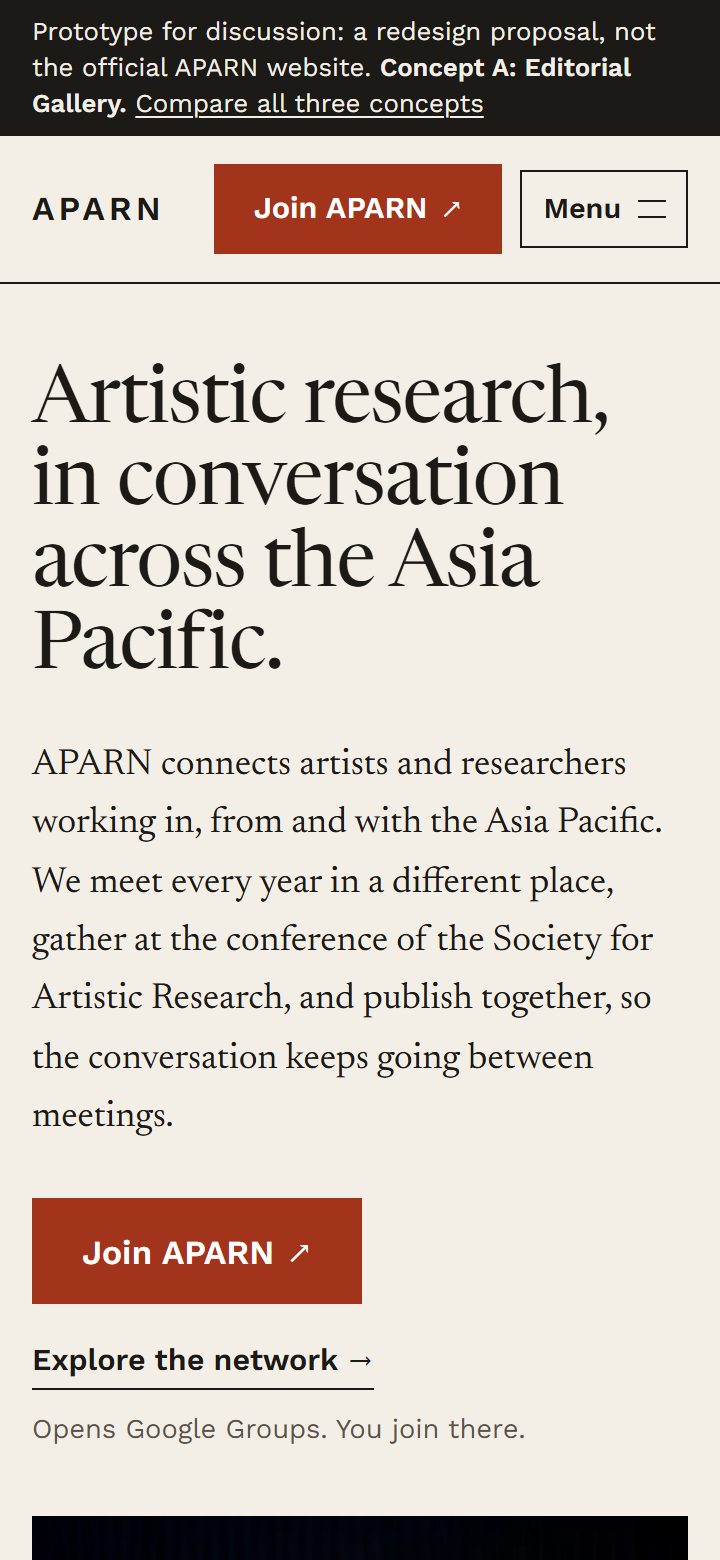 Prototype for discussion: a redesign proposal, not
the official APARN website. Concept A: Editorial
Gallery. Compare all three concepts
APARN
Join APARN ↗
Menu
Artistic research,
in conversation
across the Asia
Pacific.
APARN connects artists and researchers
working in, from and with the Asia Pacific.
We meet every year in a different place,
gather at the conference of the Society for
Artistic Research, and publish together, so
the conversation keeps going between
meetings.
Join APARN ↗
Explore the network →
Opens Google Groups. You join there.